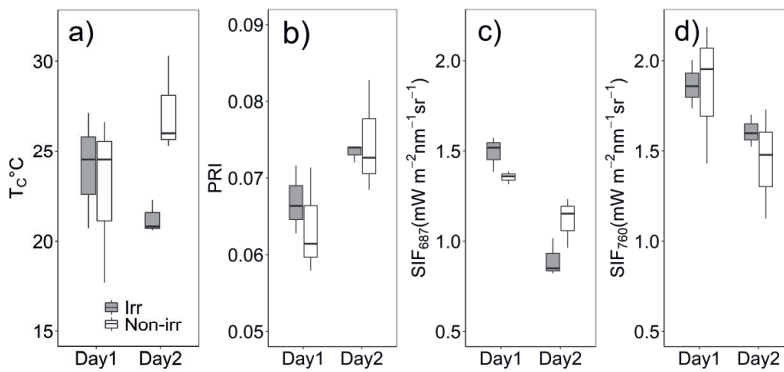 a)
T_C°C
30
25
20
15
Irr
Non-irr
Day1 Day2
b)
PRI
0.09
0.08
0.07
0.06
0.05
Day1 Day2
c)
SIF₆₈₇(mW m⁻²nm⁻¹sr⁻¹)
2.0
1.5
1.0
0.5
Day1 Day2
d)
SIF₇₆₀(mW m⁻²nm⁻¹sr⁻¹)
2.0
1.5
1.0
0.5
Day1 Day2